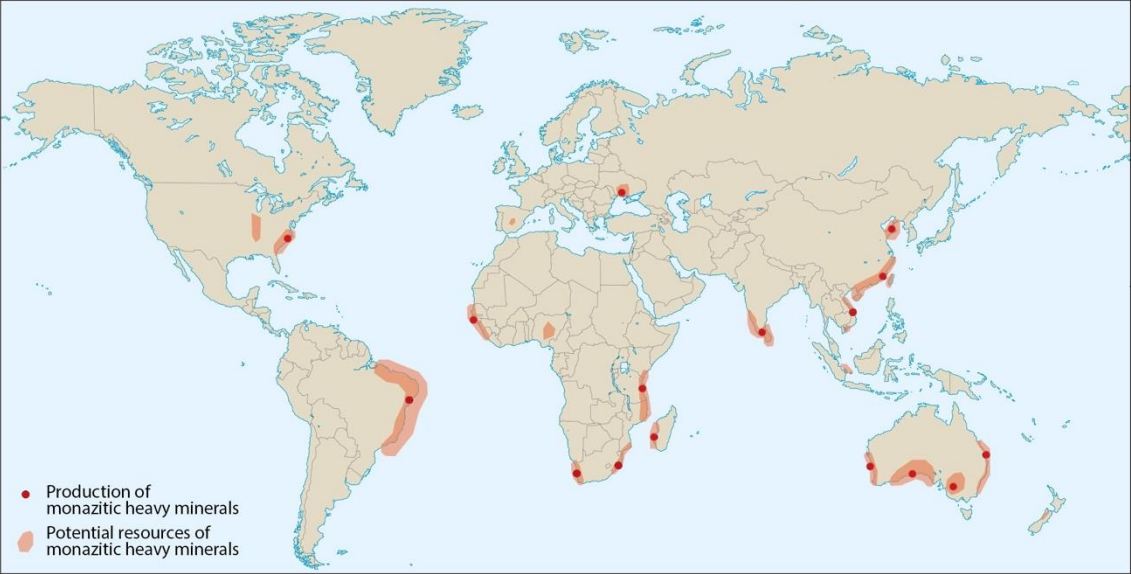 Production of
monazitic heavy minerals
Potential resources of
monazitic heavy minerals